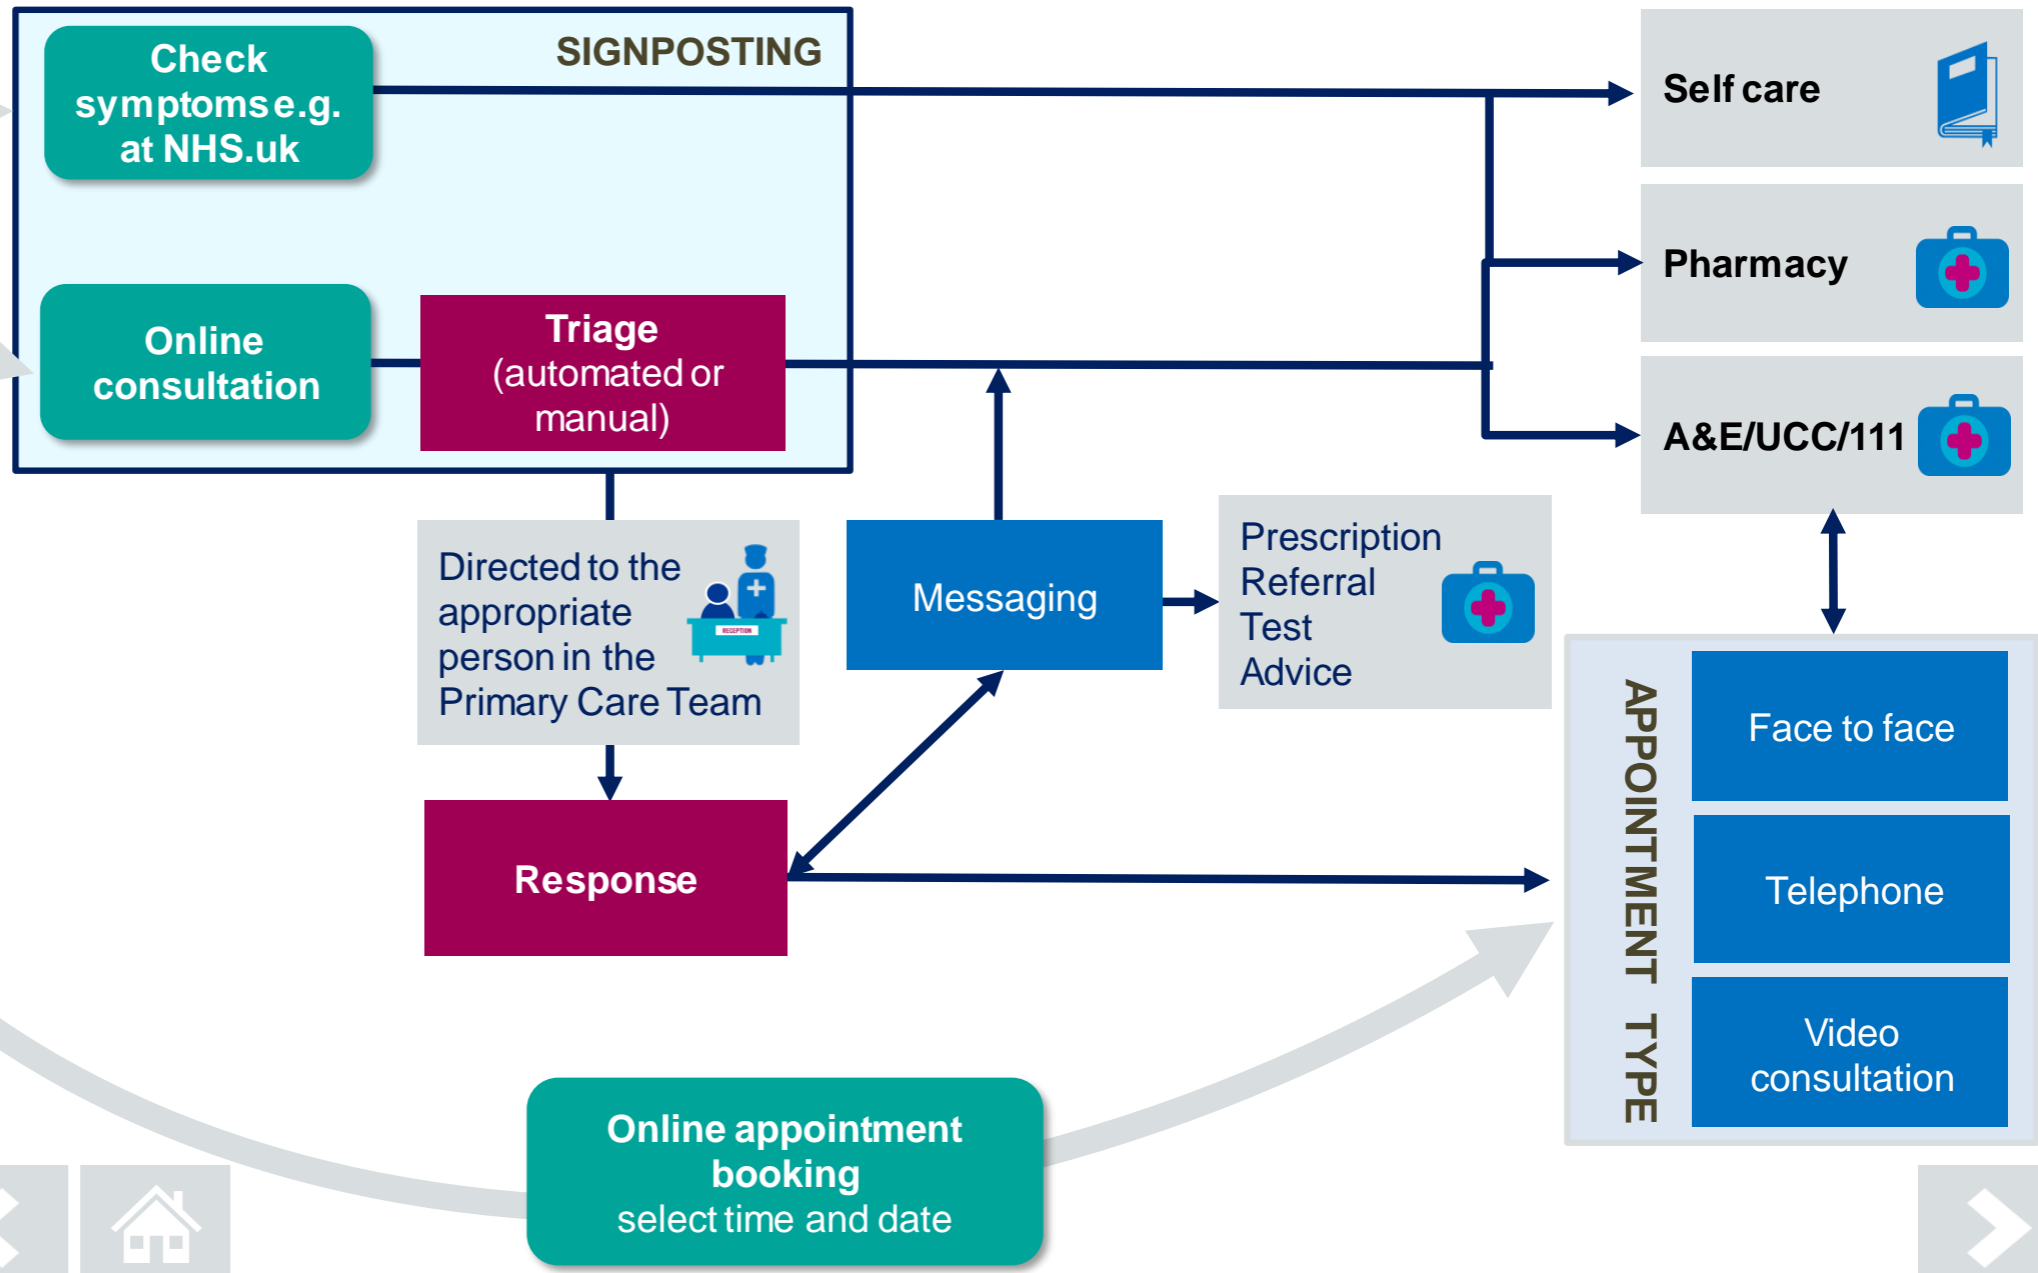 SIGNPOSTING
Check
symptoms e.g.
at NHS.uk
Online
consultation
Triage
(automated or
manual)
Self care
Pharmacy
A&E/UCC/111
Directed to the
appropriate
person in the
Primary Care Team
RECEPTION
Messaging
Prescription
Referral
Test
Advice
Response
APPOINTMENT TYPE
Face to face
Telephone
Video
consultation
Online appointment
booking
select time and date